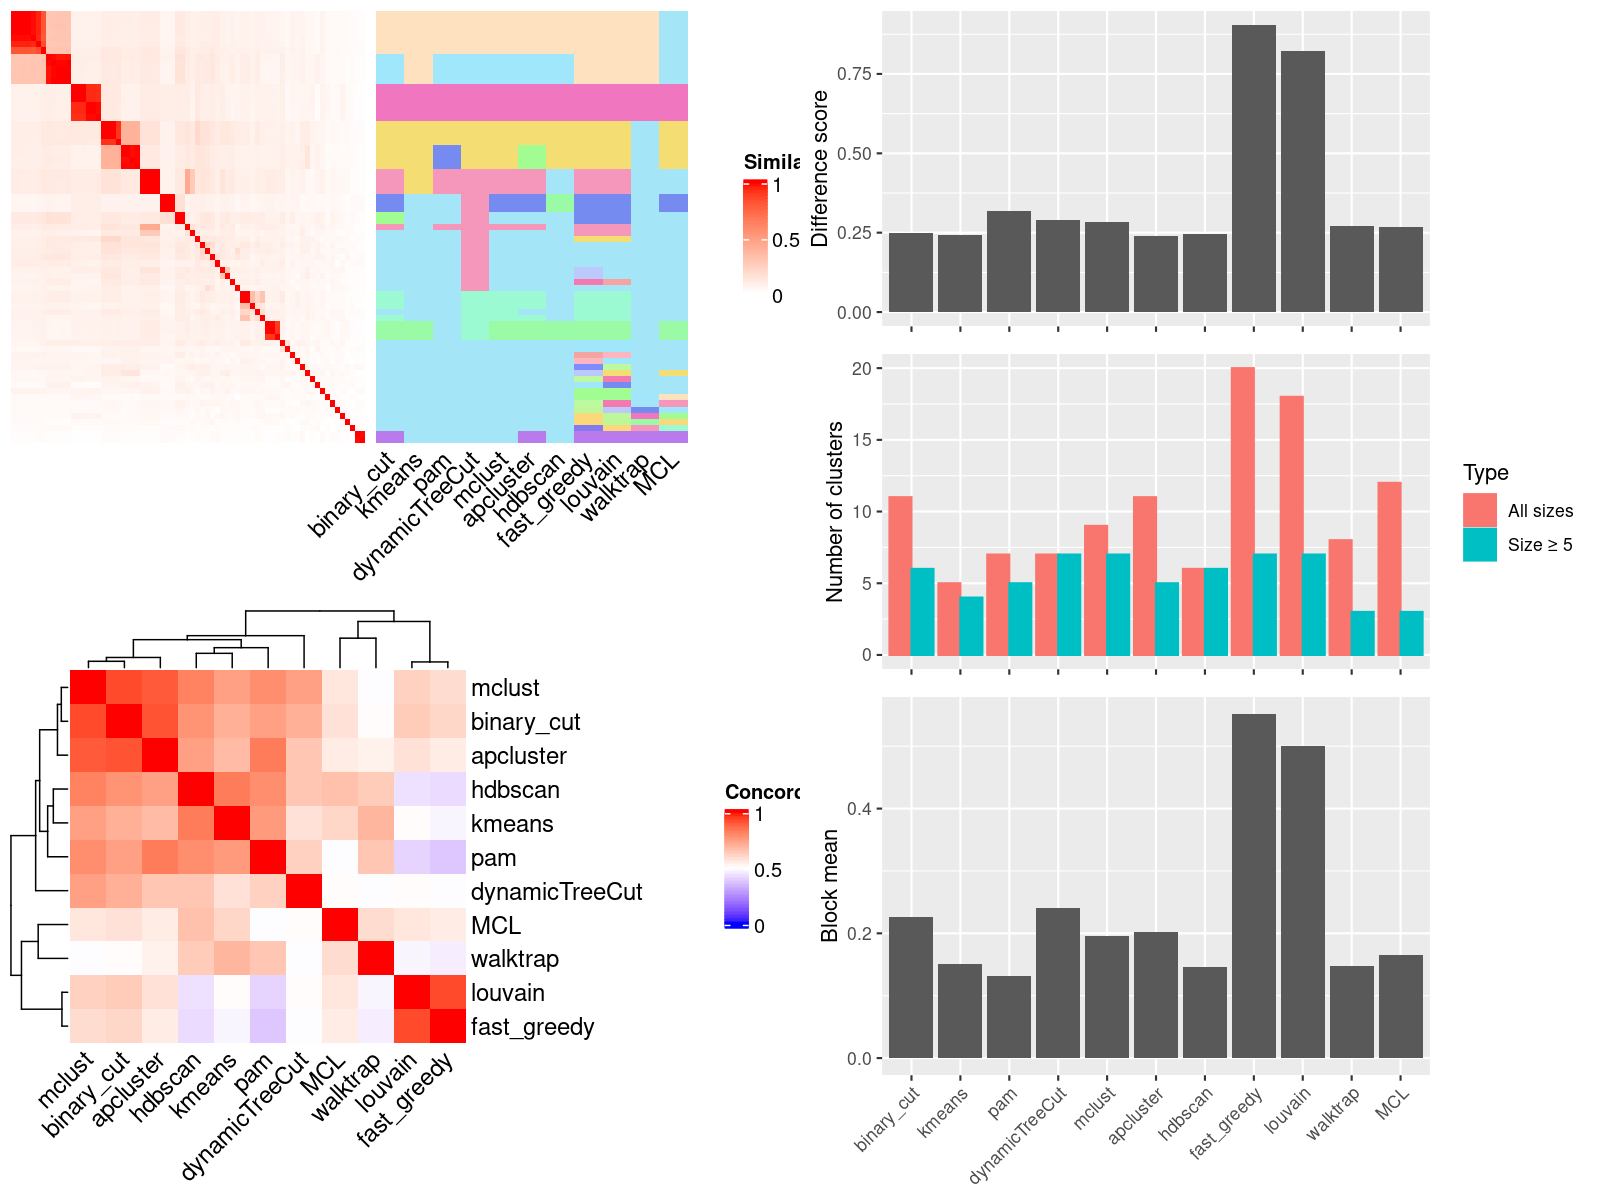 Simila
1
0.5
0
binary_cut
kmeans
pam
dynamicTreeCut
mclust
apcluster
hdbscan
fast_greedy
louvain
walktrap
MCL
mclust
binary_cut
apcluster
hdbscan
kmeans
pam
dynamicTreeCut
MCL
walktrap
louvain
fast_greedy
mclust
binary_cut
apcluster
hdbscan
kmeans
pam
dynamicTreeCut
MCL
walktrap
louvain
fast_greedy
Concord
1
0.5
0
Difference score
0.75
0.50
0.25
0.00
Number of clusters
20
15
10
5
0
Type
All sizes
Size ≥ 5
Block mean
0.4
0.2
0.0
binary_cut
kmeans
pam
dynamicTreeCut
mclust
apcluster
hdbscan
fast_greedy
louvain
walktrap
MCL